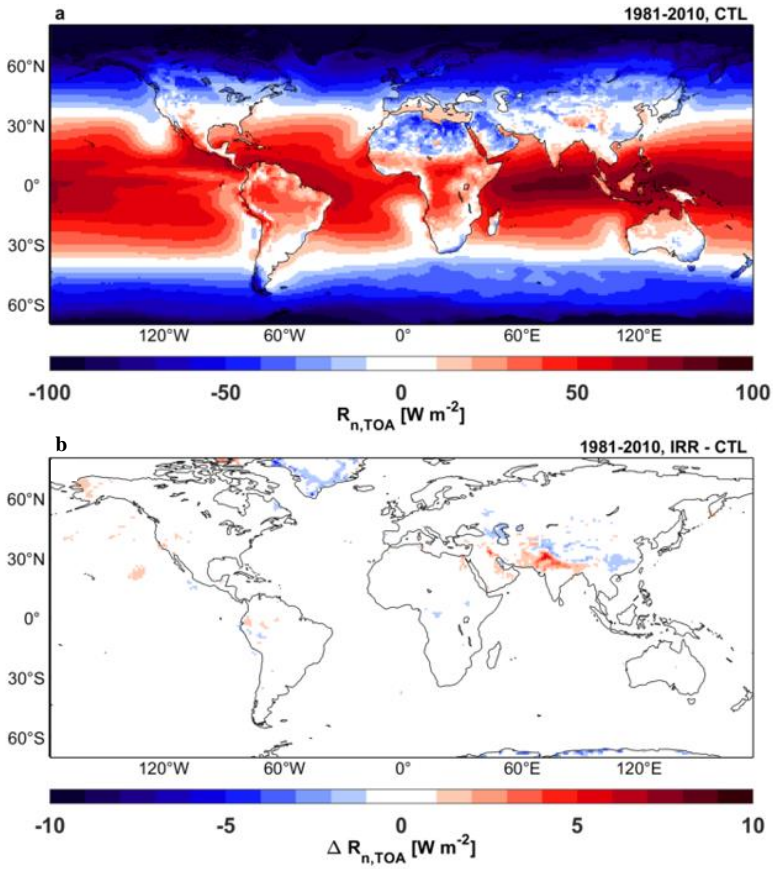 a
1981-2010, CTL
60°N
30°N
0°
30°S
60°S
120°W 60°W 0° 60°E 120°E
-100 -50 0 50 100
R_n,TOA [W m⁻²]
b
1981-2010, IRR - CTL
60°N
30°N
0°
30°S
60°S
120°W 60°W 0° 60°E 120°E
-10 -5 0 5 10
Δ R_n,TOA [W m⁻²]